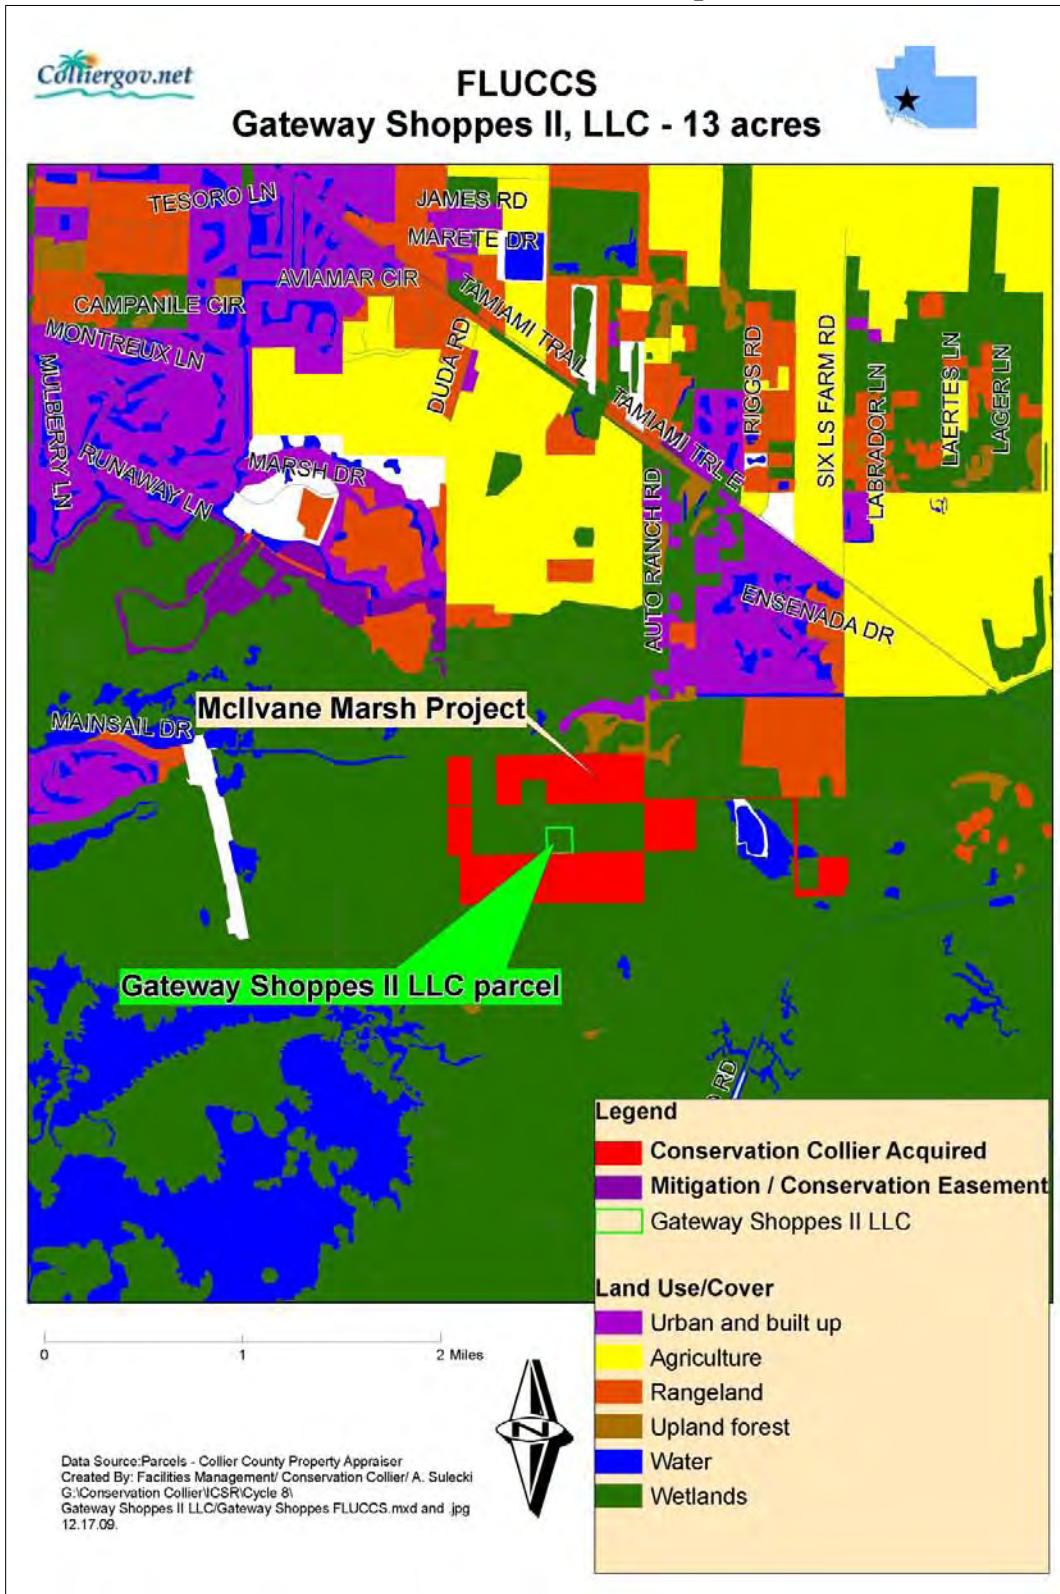 Colliergov.net
FLUCCS
Gateway Shoppes II, LLC - 13 acres
TESORO LN
JAMES RD
MARETE DR
AVIAMAR CIR
TAMIAMI TRAIL
CAMPANILE CIR
MONTREUX LN
MULBERRY LN
DUDA RD
RIGGS RD
SIX LS FARM RD
LABRADOR LN
LAERTES LN
LAGER LN
TAMIAMI TRL E
RUNAWAY LN
MARSH DR
AUTO RANCH RD
ENSENADA DR
McIlvane Marsh Project
MAINSAIL DR
Gateway Shoppes II LLC parcel
RD
Legend
Conservation Collier Acquired
Mitigation / Conservation Easement
Gateway Shoppes II LLC
Land Use/Cover
Urban and built up
Agriculture
Rangeland
Upland forest
Water
Wetlands
0 1 2 Miles
N
Data Source:Parcels - Collier County Property Appraiser
Created By: Facilities Management/ Conservation Collier/ A. Sulecki
G:\Conservation Collier\ICSR\Cycle 8\
Gateway Shoppes II LLC/Gateway Shoppes FLUCCS.mxd and .jpg
12.17.09.